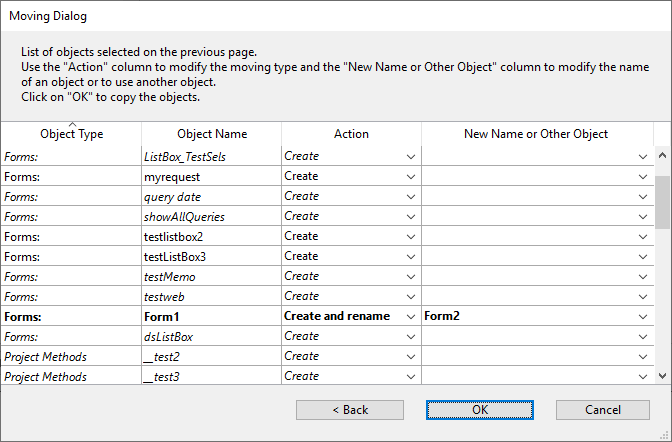 Moving Dialog
List of objects selected on the previous page.
Use the "Action" column to modify the moving type and the "New Name or Other Object" column to modify the name
of an object or to use another object.
Click on "OK" to copy the objects.
Object Type Object Name Action New Name or Other Object
Forms: ListBox_TestSels Create
Forms: myrequest Create
Forms: query date Create
Forms: showAllQueries Create
Forms: testlistbox2 Create
Forms: testListBox3 Create
Forms: testMemo Create
Forms: testweb Create
Forms: Form1 Create and rename Form2
Forms: dsListBox Create
Project Methods __test2 Create
Project Methods __test3 Create
< Back OK Cancel